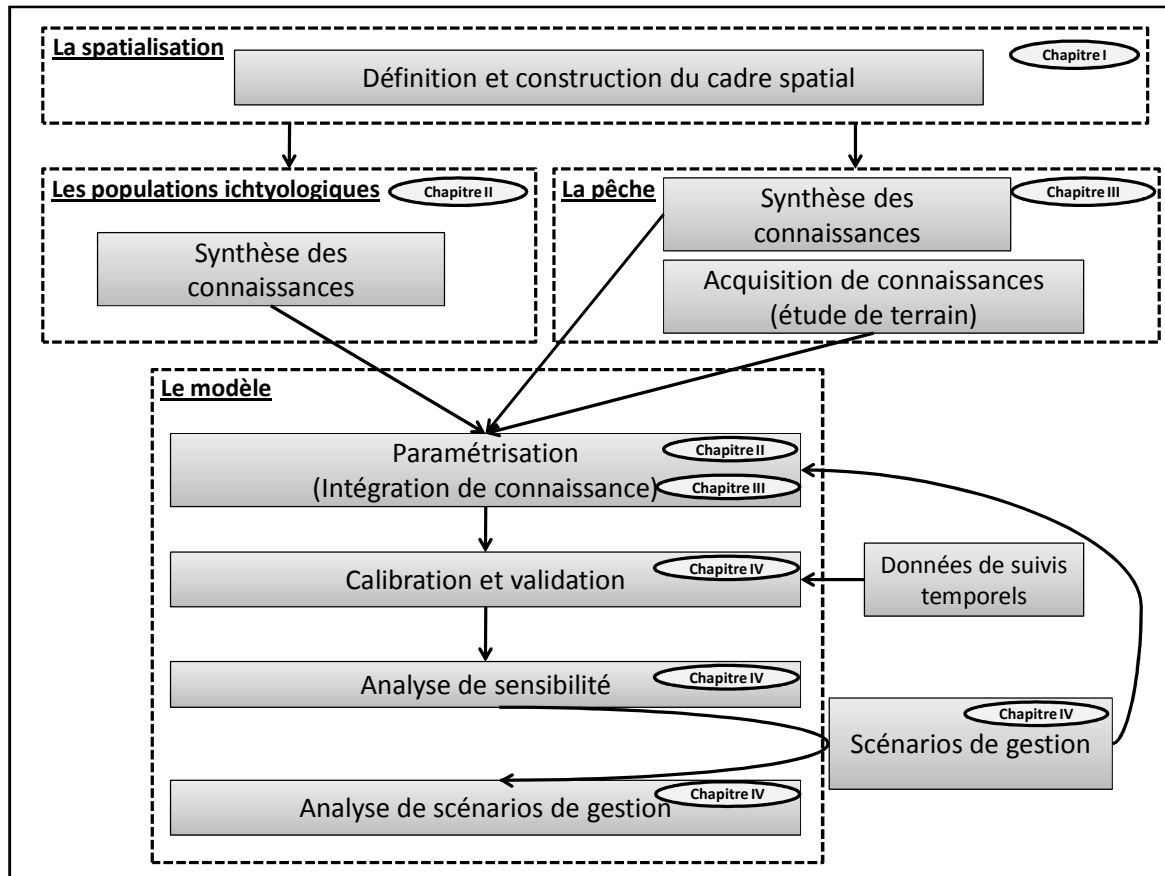 La spatialisation
Chapitre I
Définition et construction du cadre spatial
Les populations ichtyologiques
Chapitre II
Synthèse des
connaissances
La pêche
Chapitre III
Synthèse des
connaissances
Acquisition de connaissances
(étude de terrain)
Le modèle
Paramétrisation
(Intégration de connaissance)
Chapitre II
Chapitre III
Calibration et validation
Chapitre IV
Données de suivis
temporels
Analyse de sensibilité
Chapitre IV
Chapitre IV
Scénarios de gestion
Analyse de scénarios de gestion
Chapitre IV